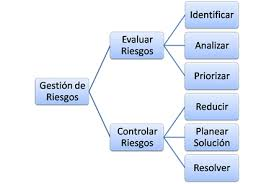 Identificar
Evaluar
Riesgos
Analizar
Priorizar
Gestión de
Riesgos
Reducir
Controlar
Riesgos
Planear
Solución
Resolver